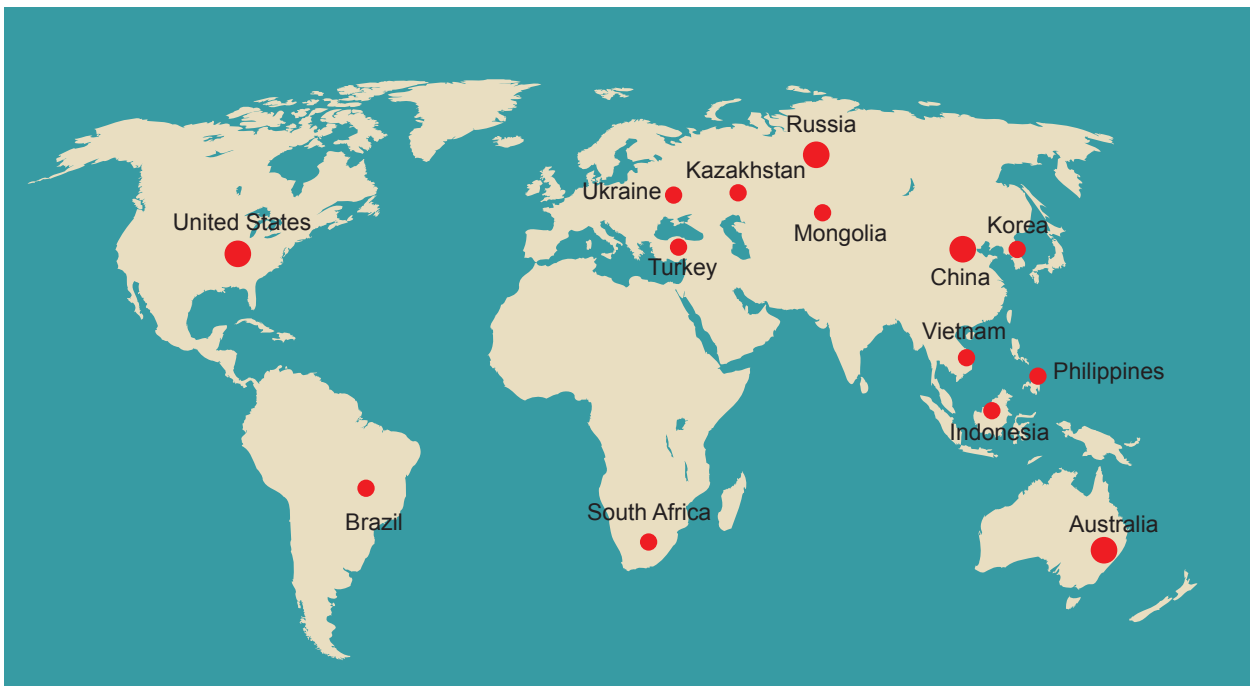 Russia
Kazakhstan
Ukraine
United States
Mongolia
Korea
Turkey
China
Vietnam
Philippines
Indonesia
South Africa
Brazil
Australia